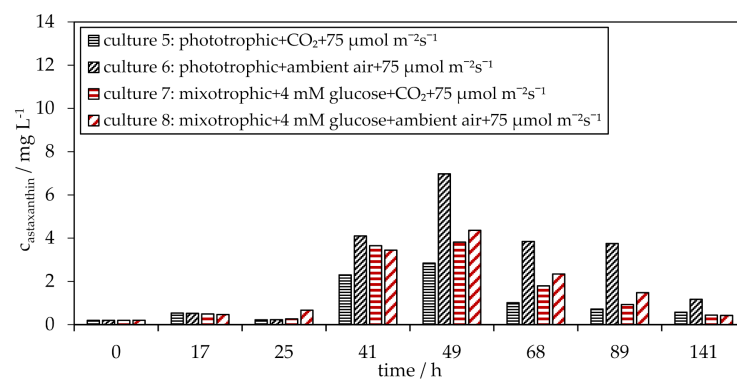 14
12
10
8
6
4
2
0
c_astaxanthin / mg L⁻¹
culture 5: phototrophic+CO₂+75 µmol m⁻²s⁻¹
culture 6: phototrophic+ambient air+75 µmol m⁻²s⁻¹
culture 7: mixotrophic+4 mM glucose+CO₂+75 µmol m⁻²s⁻¹
culture 8: mixotrophic+4 mM glucose+ambient air+75 µmol m⁻²s⁻¹
0 17 25 41 49 68 89 141
time / h